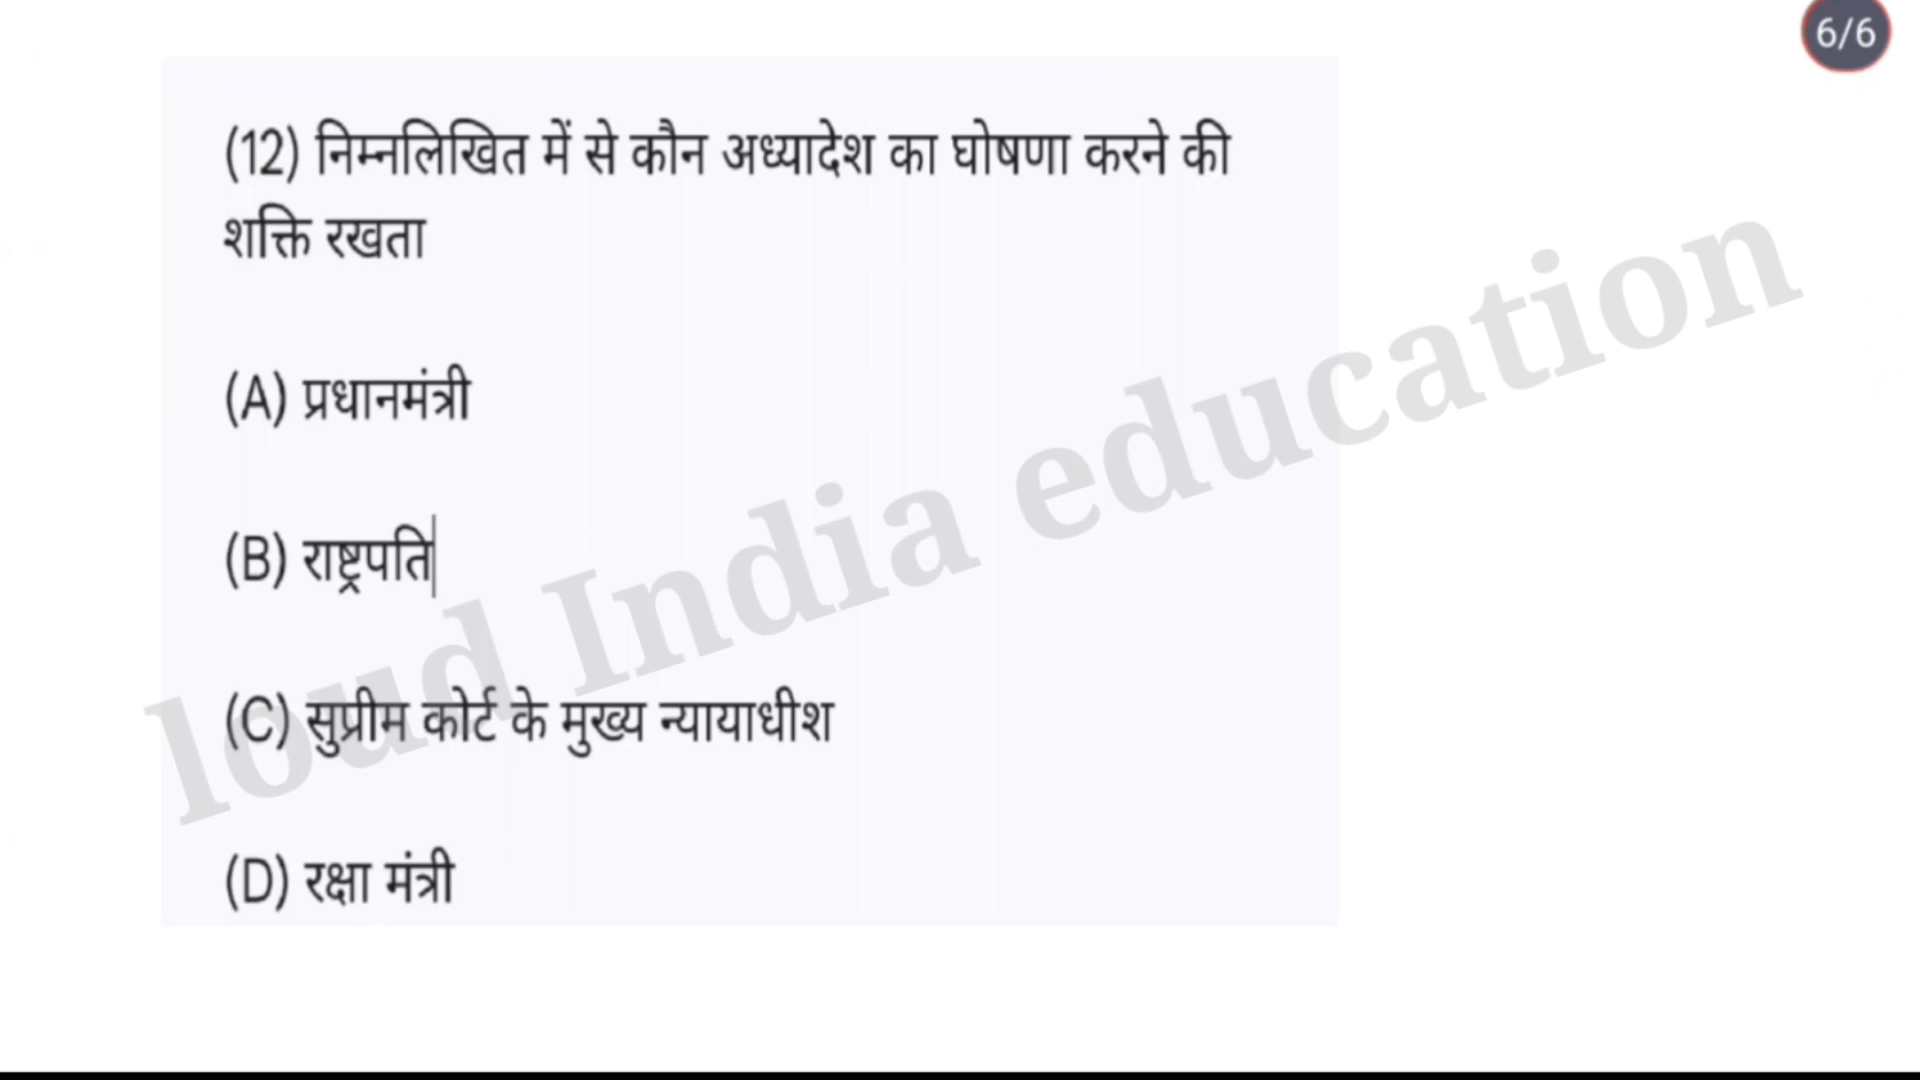 6/6
(12) निम्नलिखित में से कौन अध्यादेश का घोषणा करने की
शक्ति रखता
(A) प्रधानमंत्री
(B) राष्ट्रपति
(C) सुप्रीम कोर्ट के मुख्य न्यायाधीश
(D) रक्षा मंत्री
loud India education